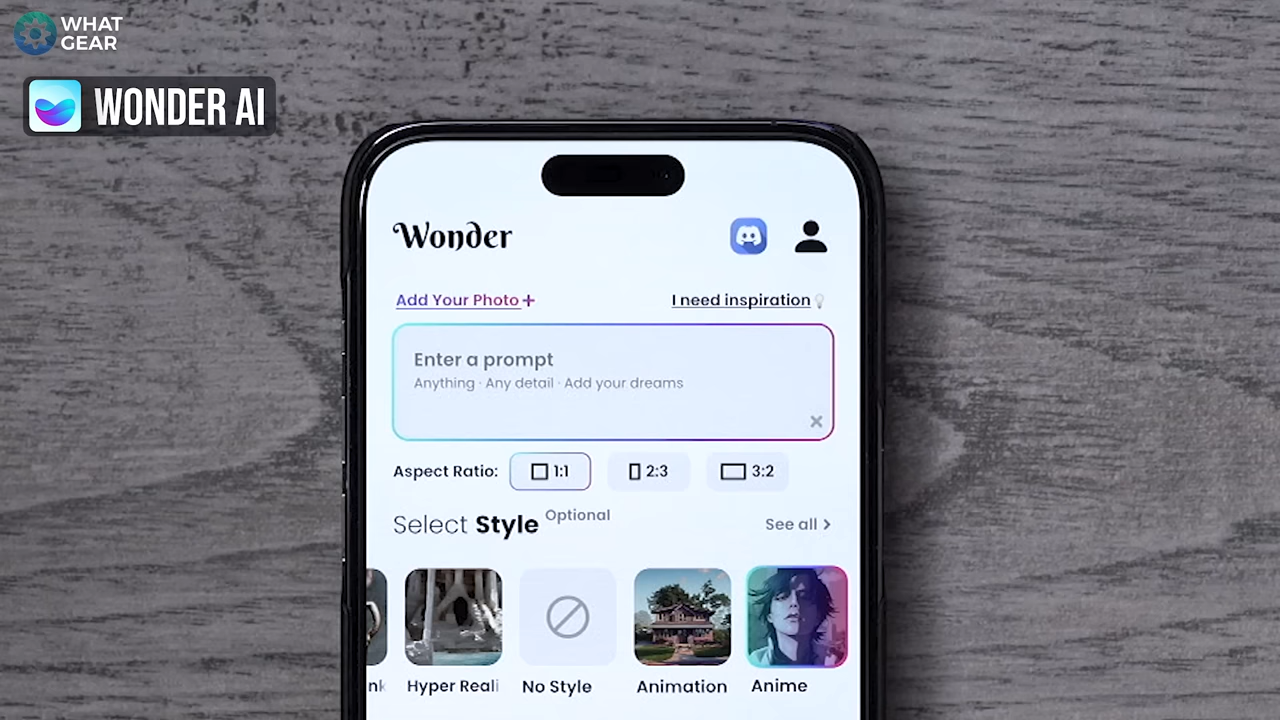 WHAT
GEAR
WONDER AI
Wonder
Add Your Photo +
I need inspiration
Enter a prompt
Anything · Any detail · Add your dreams
Aspect Ratio: 1:1 2:3 3:2
Select Style Optional
See all >
nk Hyper Reali No Style Animation Anime